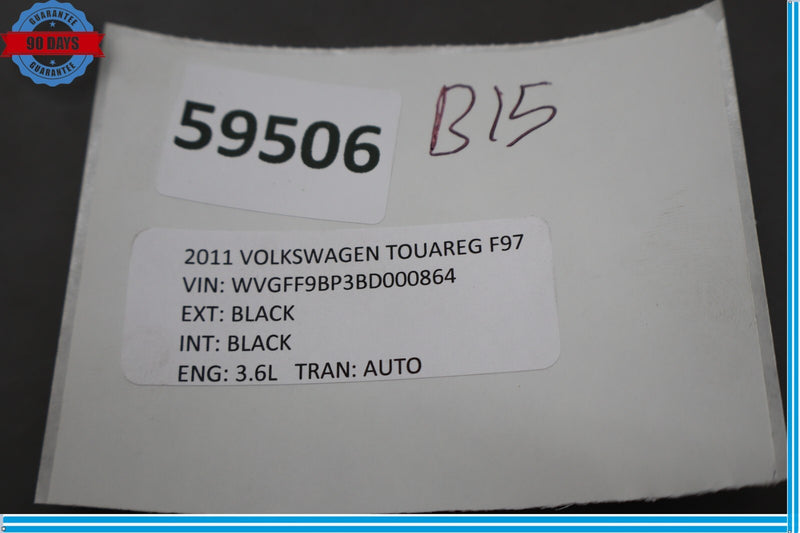 GUARANTEE
90 DAYS
GUARANTEE
59506
B15
2011 VOLKSWAGEN TOUAREG F97
VIN: WVGFF9BP3BD000864
EXT: BLACK
INT: BLACK
ENG: 3.6L TRAN: AUTO